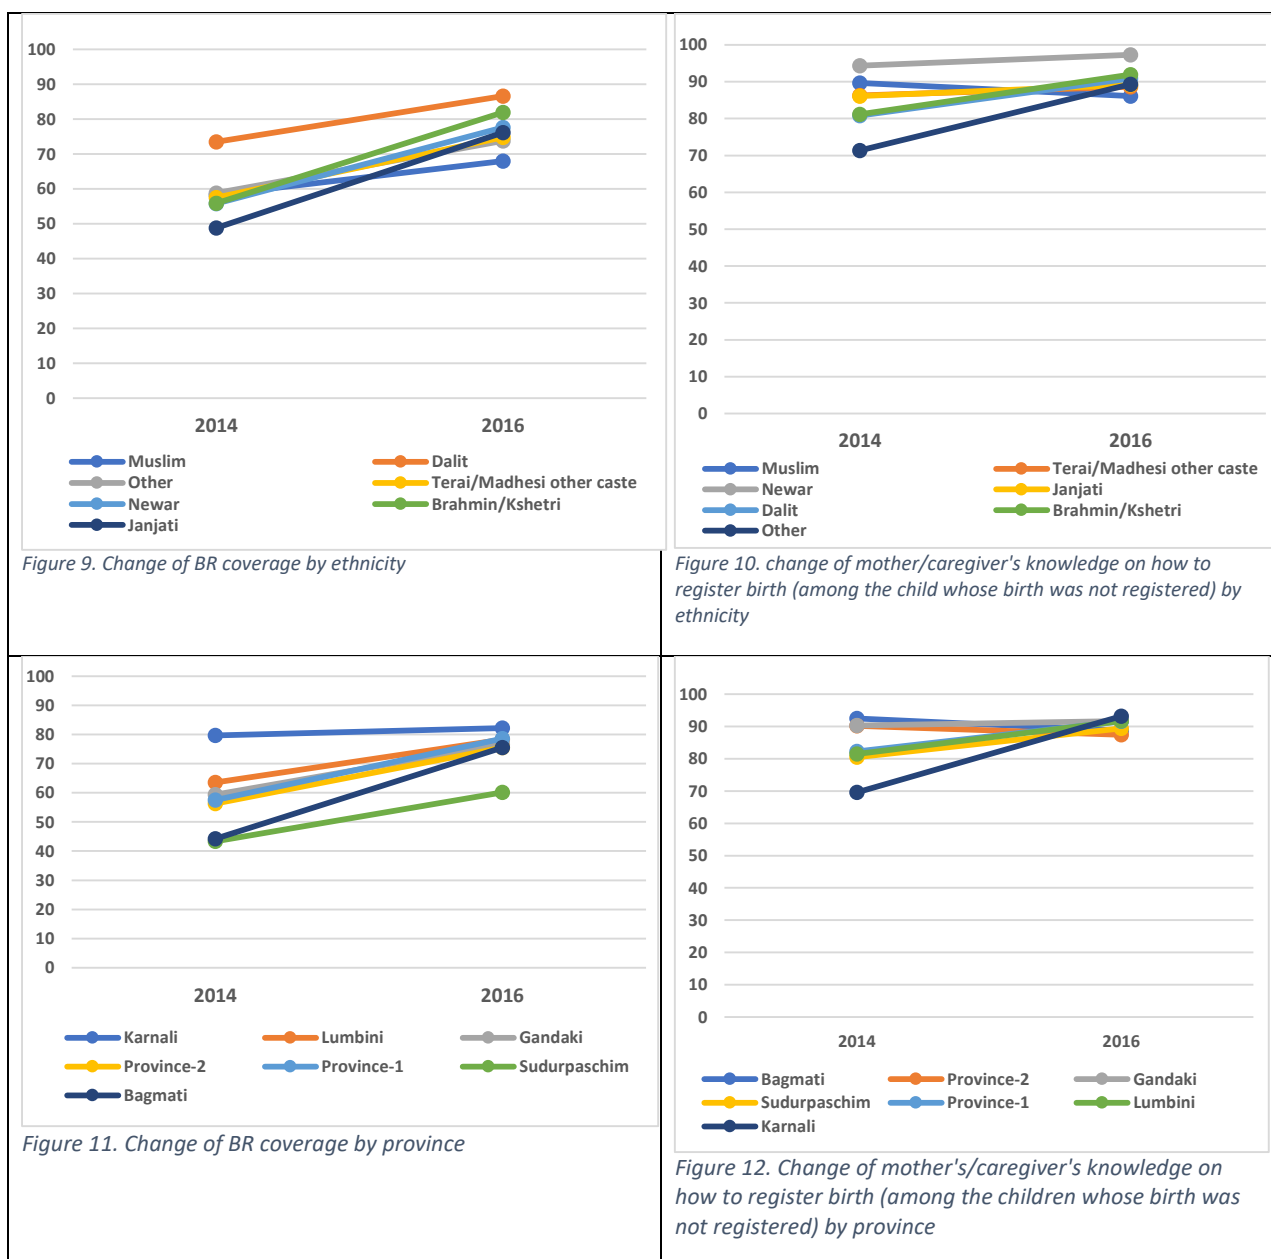 100
90
80
70
60
50
40
30
20
10
0
2014 2016
Muslim Dalit
Other Terai/Madhesi other caste
Newar Brahmin/Kshetri
Janjati
Figure 9. Change of BR coverage by ethnicity
100
90
80
70
60
50
40
30
20
10
0
2014 2016
Muslim Terai/Madhesi other caste
Newar Janjati
Dalit Brahmin/Kshetri
Other
Figure 10. change of mother/caregiver's knowledge on how to
register birth (among the child whose birth was not registered) by
ethnicity
100
90
80
70
60
50
40
30
20
10
0
2014 2016
Karnali Lumbini Gandaki
Province-2 Province-1 Sudurpaschim
Bagmati
Figure 11. Change of BR coverage by province
100
90
80
70
60
50
40
30
20
10
0
2014 2016
Bagmati Province-2 Gandaki
Sudurpaschim Province-1 Lumbini
Karnali
Figure 12. Change of mother's/caregiver's knowledge on
how to register birth (among the children whose birth was
not registered) by province